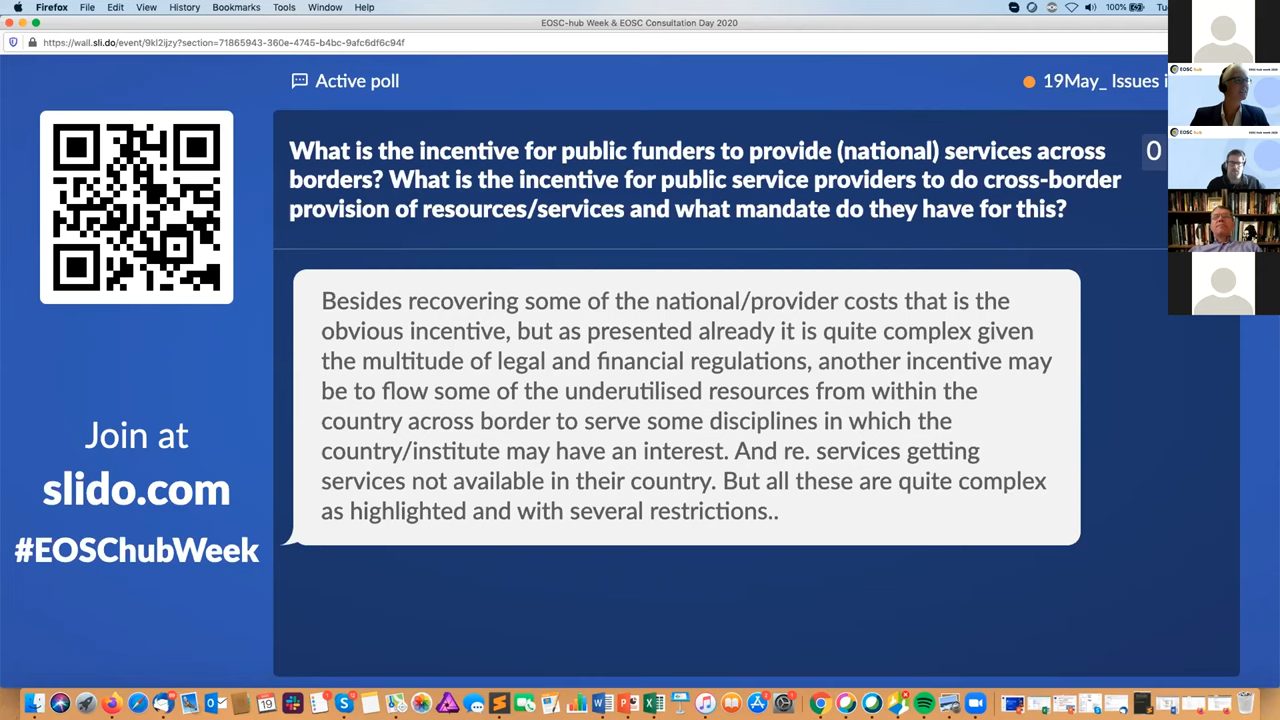 Firefox File Edit View History Bookmarks Tools Window Help
100%
EOSC-hub Week & EOSC Consultation Day 2020
https://wall.sli.do/event/9kl2ijzy?section=71865943-360e-4745-b4bc-9afc6df6c94f
Active poll
19May_ Issues
What is the incentive for public funders to provide (national) services across
borders? What is the incentive for public service providers to do cross-border
provision of resources/services and what mandate do they have for this?
0
Besides recovering some of the national/provider costs that is the
obvious incentive, but as presented already it is quite complex given
the multitude of legal and financial regulations, another incentive may
be to flow some of the underutilised resources from within the
country across border to serve some disciplines in which the
country/institute may have an interest. And re. services getting
services not available in their country. But all these are quite complex
as highlighted and with several restrictions..
Join at
slido.com
#EOSChubWeek
19